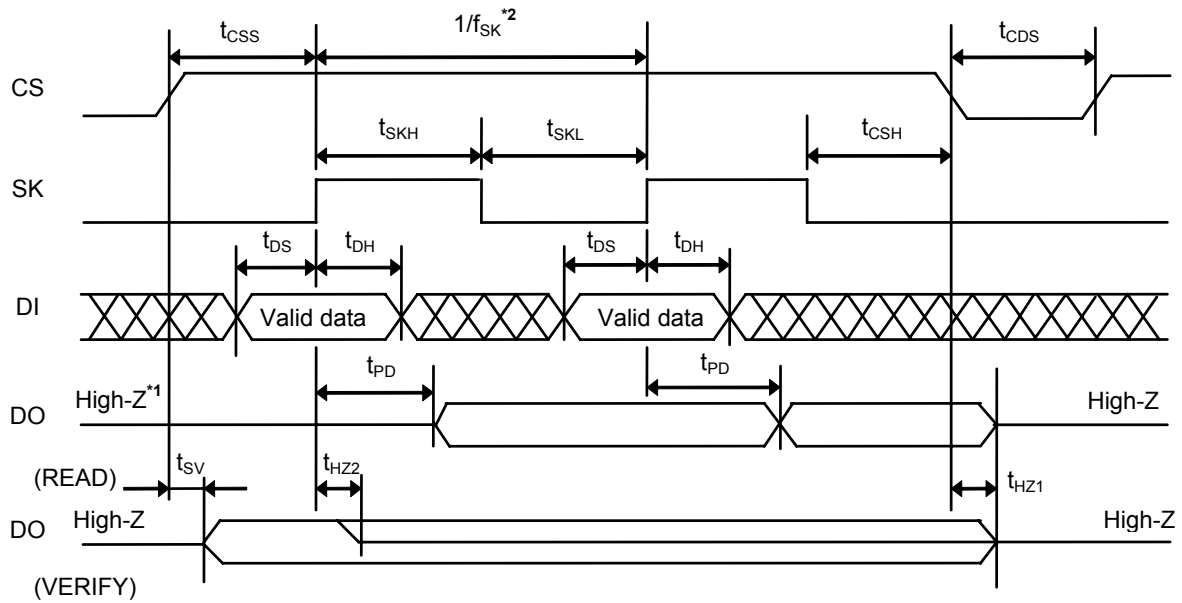 tCSS
1/fSK*2
tCDS
CS
tSKH
tSKL
tCSH
SK
tDS
tDH
tDS
tDH
DI
Valid data
Valid data
tPD
tPD
High-Z*1
High-Z
DO
(READ)
tSV
tHZ2
tHZ1
High-Z
High-Z
DO
(VERIFY)